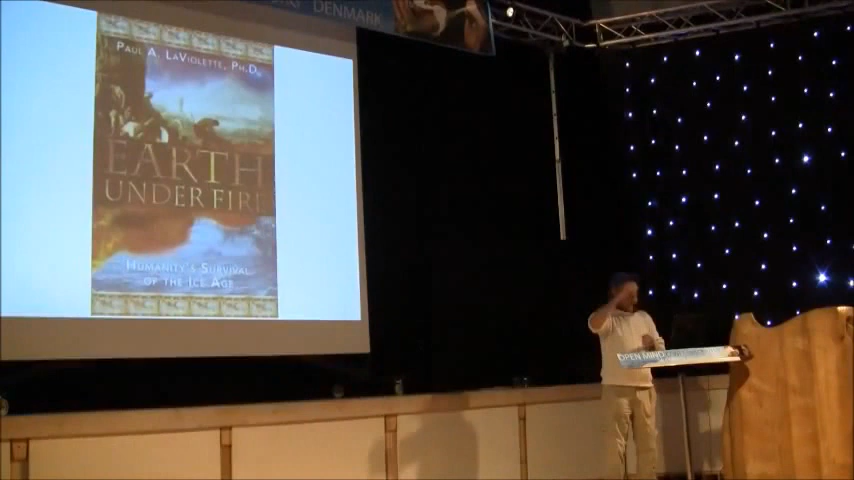 DENMARK
PAUL A. LAVIOLETTE, PH.D.
EARTH
UNDER FIRE
HUMANITY'S SURVIVAL
OF THE ICE AGE
OPEN MIND